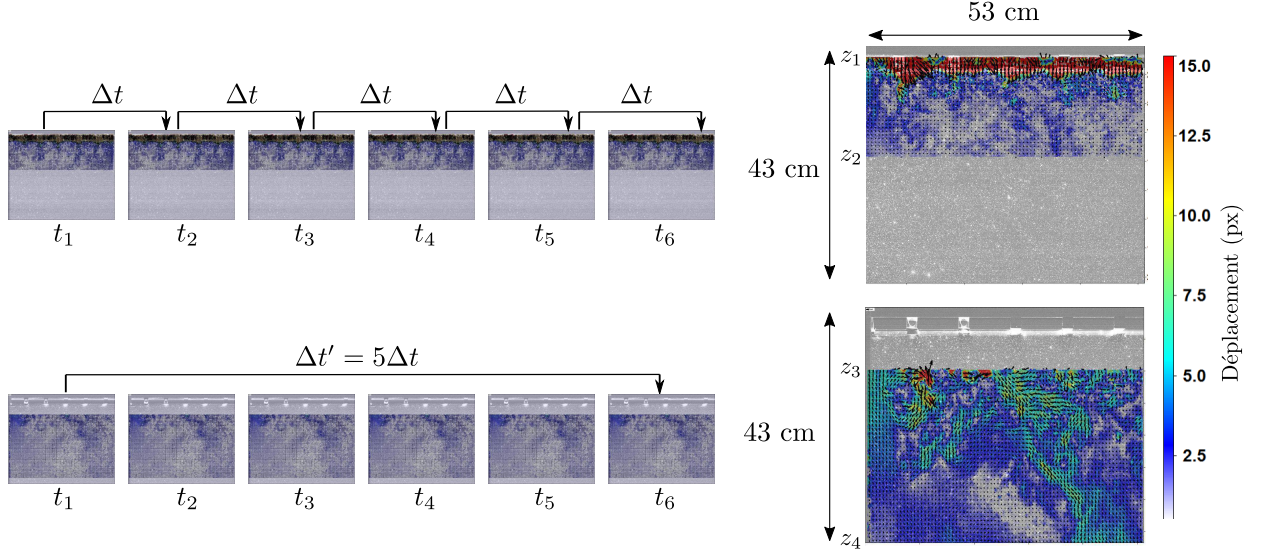 Δt Δt Δt Δt Δt
t₁ t₂ t₃ t₄ t₅ t₆
Δt′ = 5Δt
t₁ t₂ t₃ t₄ t₅ t₆
53 cm
z₁
z₂
43 cm
z₃
43 cm
z₄
15.0
12.5
10.0
7.5
5.0
2.5
Déplacement (px)